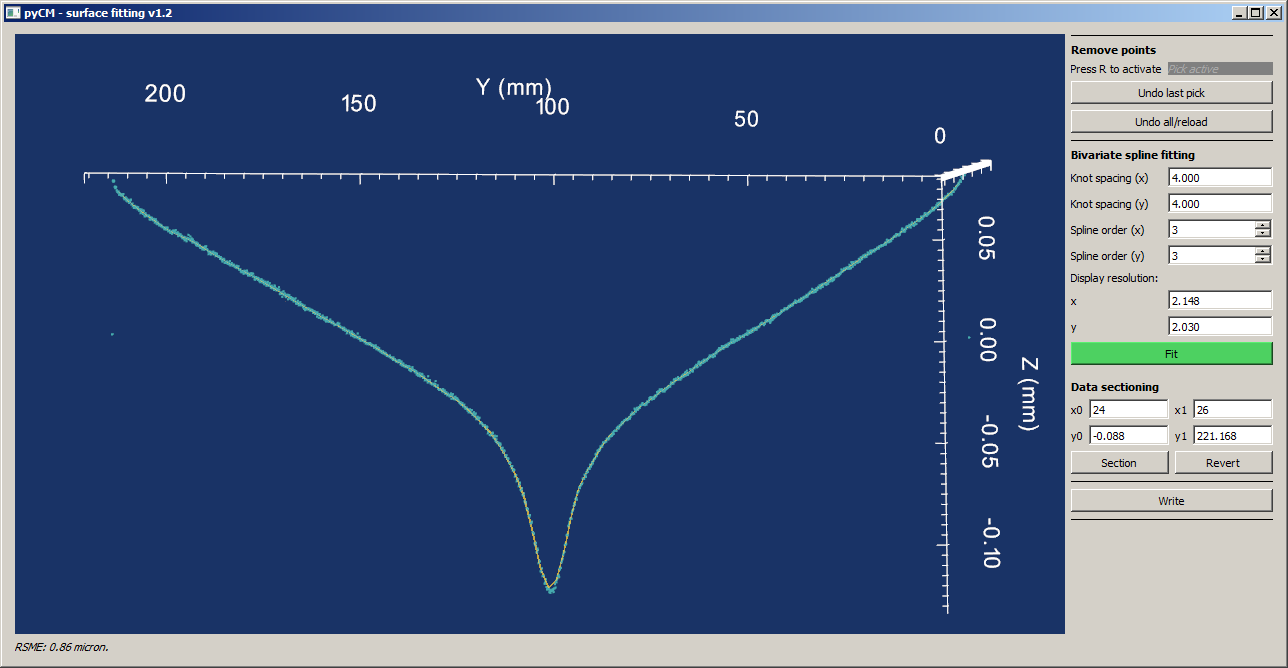 pyCM - surface fitting v1.2
Y (mm)
200
150
100
50
0
0.05
0.00
-0.05
-0.10
Z (mm)
Remove points
Press R to activate Pick active
Undo last pick
Undo all/reload
Bivariate spline fitting
Knot spacing (x) 4.000
Knot spacing (y) 4.000
Spline order (x) 3
Spline order (y) 3
Display resolution:
x 2.148
y 2.030
Fit
Data sectioning
x0 24 x1 26
y0 -0.088 y1 221.168
Section Revert
Write
RSME: 0.86 micron.